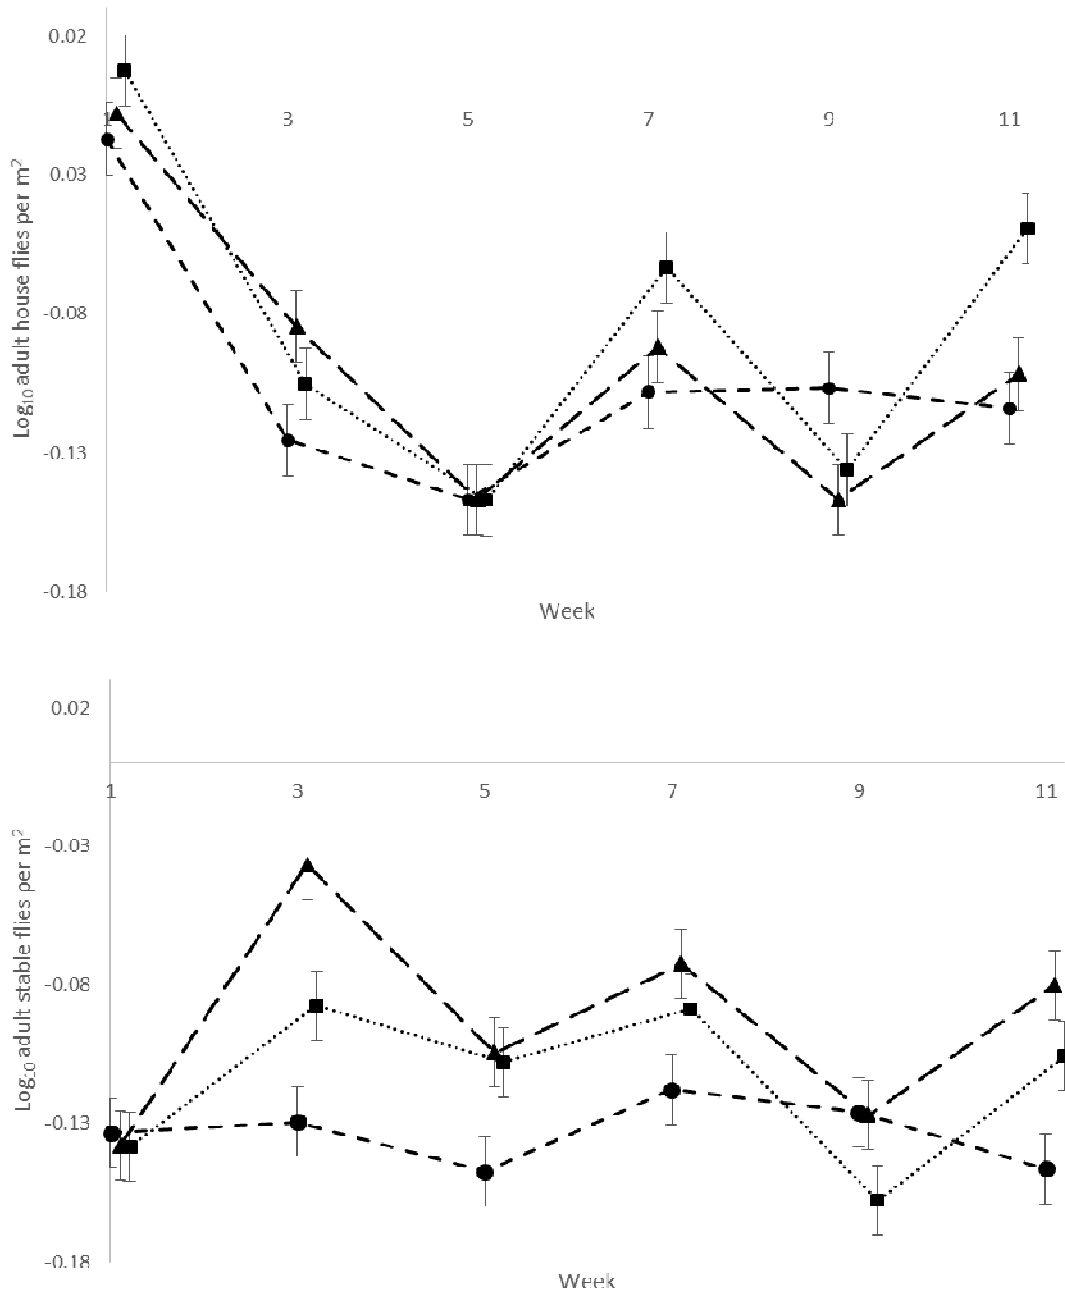 0.02
1 3 5 7 9 11
0.03
-0.08
-0.13
-0.18
Log10 adult house flies per m2
Week
0.02
1 3 5 7 9 11
-0.03
-0.08
-0.13
-0.18
Log10 adult stable flies per m2
Week